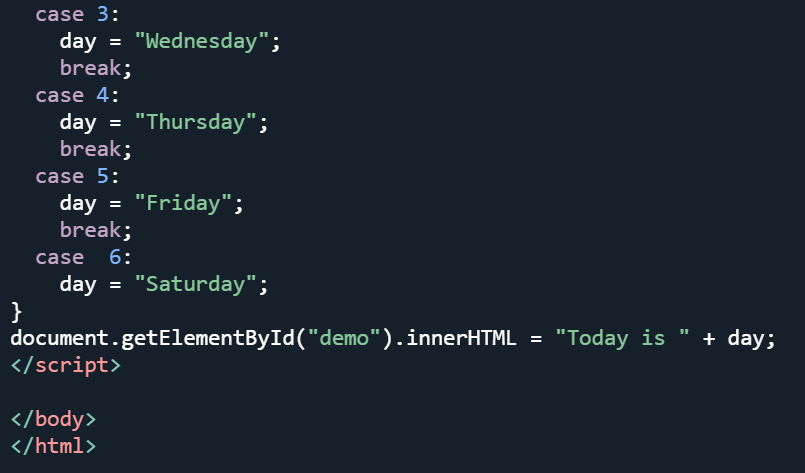 case 3:
    day = "Wednesday";
    break;
  case 4:
    day = "Thursday";
    break;
  case 5:
    day = "Friday";
    break;
  case  6:
    day = "Saturday";
}
document.getElementById("demo").innerHTML = "Today is " + day;
</script>

</body>
</html>